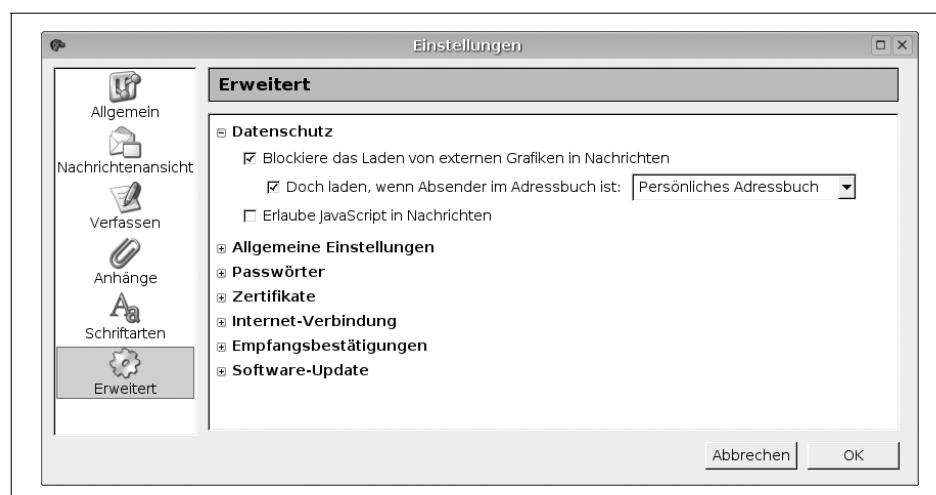 Einstellungen
Allgemein
Nachrichtenansicht
Verfassen
Anhänge
Schriftarten
Erweitert
Erweitert
Datenschutz
Blockiere das Laden von externen Grafiken in Nachrichten
Doch laden, wenn Absender im Adressbuch ist: Persönliches Adressbuch
Erlaube JavaScript in Nachrichten
Allgemeine Einstellungen
Passwörter
Zertifikate
Internet-Verbindung
Empfangsbestätigungen
Software-Update
Abbrechen OK